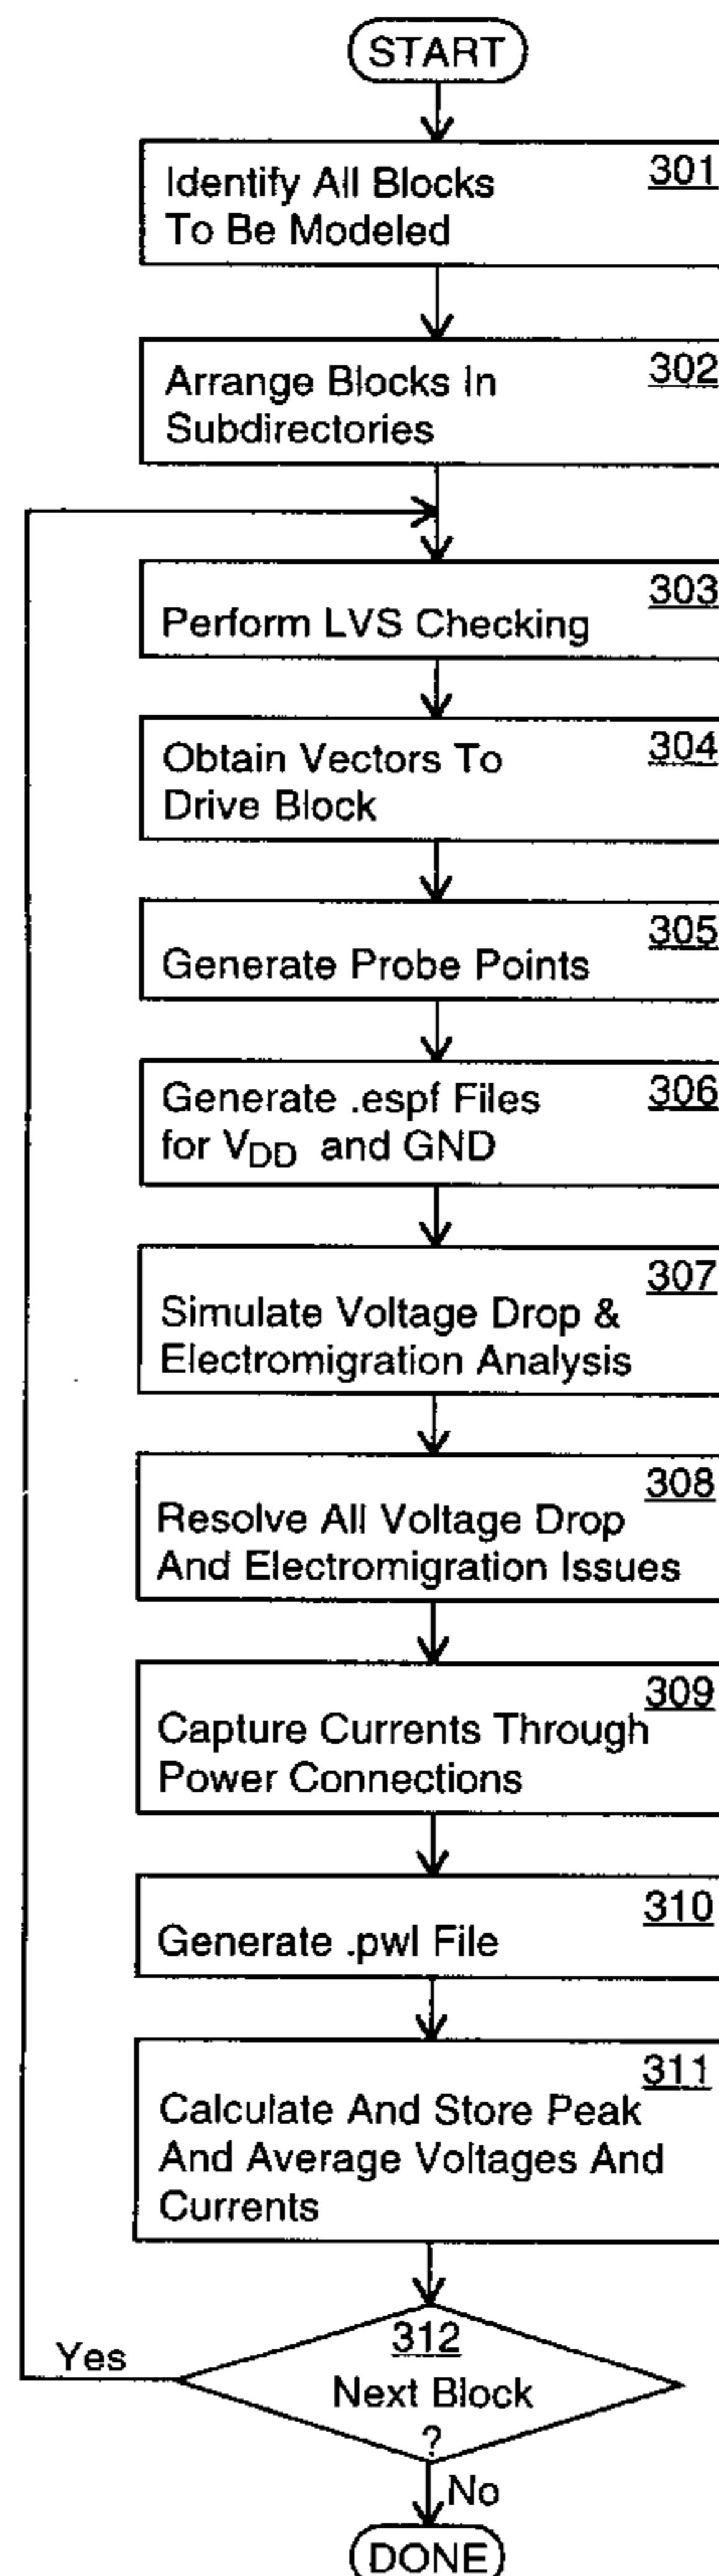 START
301
Identify All Blocks
To Be Modeled
302
Arrange Blocks In
Subdirectories
303
Perform LVS Checking
304
Obtain Vectors To
Drive Block
305
Generate Probe Points
306
Generate .espf Files
for VDD and GND
307
Simulate Voltage Drop &
Electromigration Analysis
308
Resolve All Voltage Drop
And Electromigration Issues
309
Capture Currents Through
Power Connections
310
Generate .pwl File
311
Calculate And Store Peak
And Average Voltages And
Currents
312
Yes
Next Block
?
No
DONE